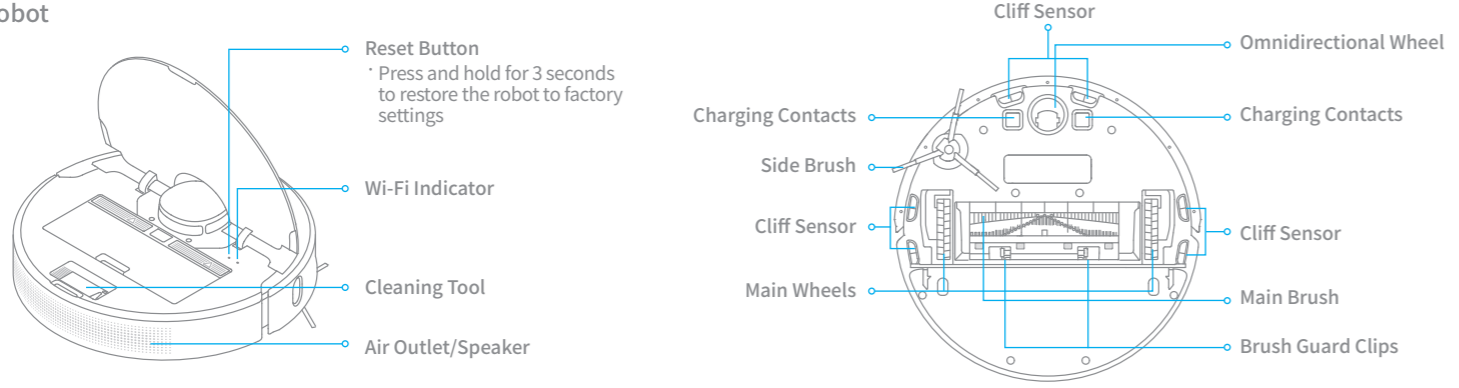 Reset Button
· Press and hold for 3 seconds
to restore the robot to factory
settings
Wi-Fi Indicator
Cleaning Tool
Air Outlet/Speaker
Cliff Sensor
Omnidirectional Wheel
Charging Contacts
Charging Contacts
Side Brush
Cliff Sensor
Cliff Sensor
Main Wheels
Main Brush
Brush Guard Clips